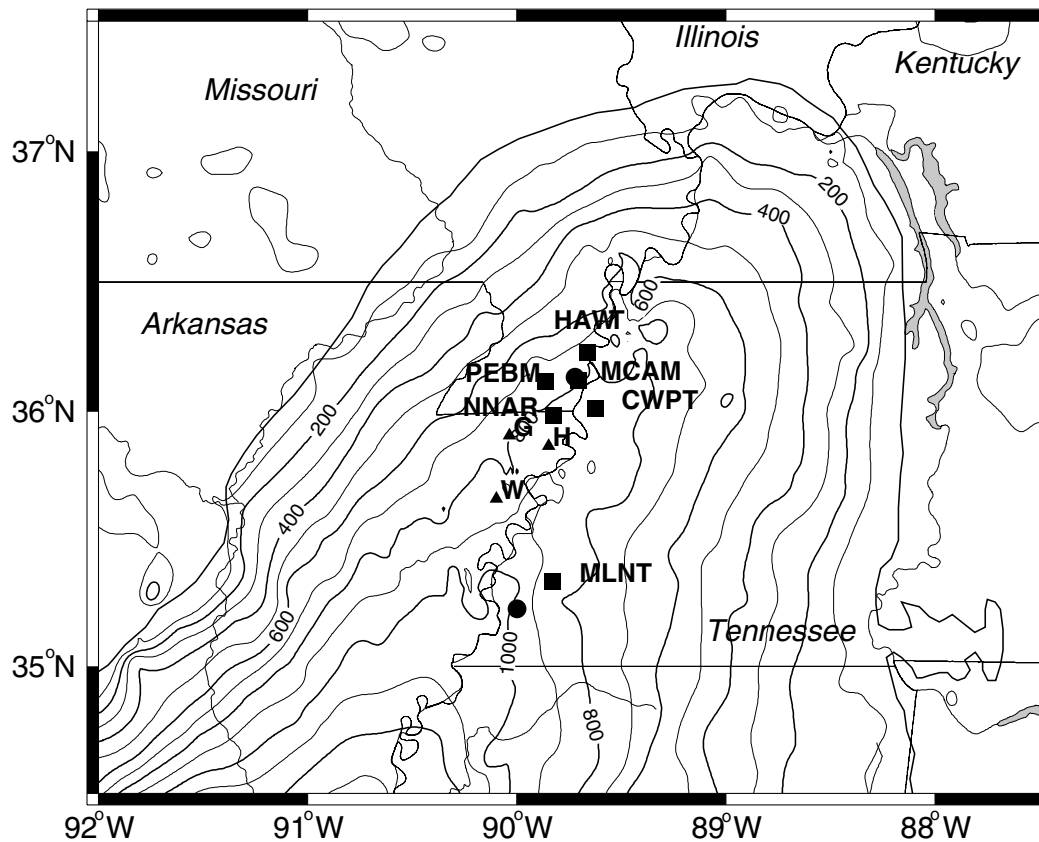 Illinois
Kentucky
Missouri
37°N
200
400
600
HAWT
Arkansas
PEBM
MCAM
CWPT
NNAR
36°N
200
G
H
800
W
400
MLNT
600
Tennessee
1000
35°N
800
92°W
91°W
90°W
89°W
88°W